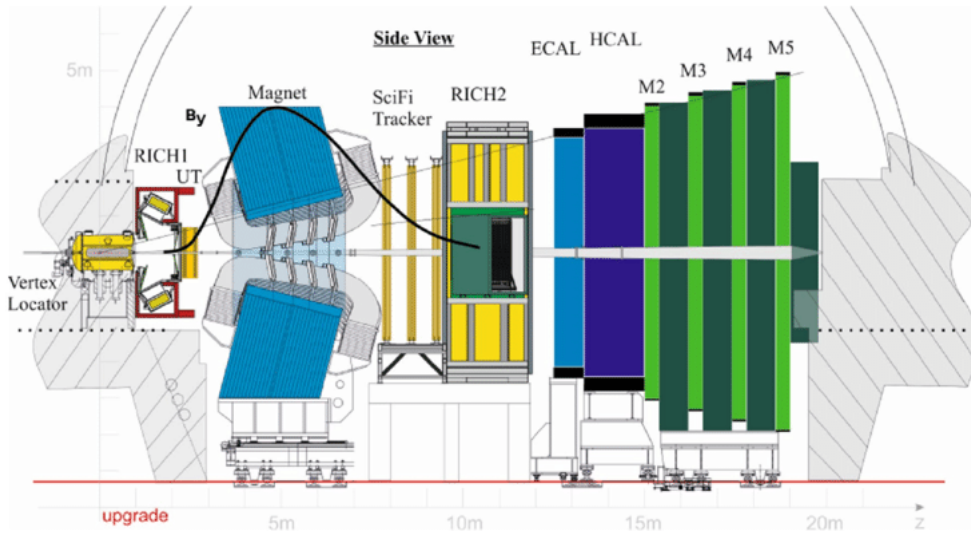 Side View
ECAL
HCAL
M5
M4
M3
M2
5m
Magnet
SciFi
Tracker
RICH2
By
RICH1
UT
Vertex
Locator
upgrade
5m
10m
15m
20m
z